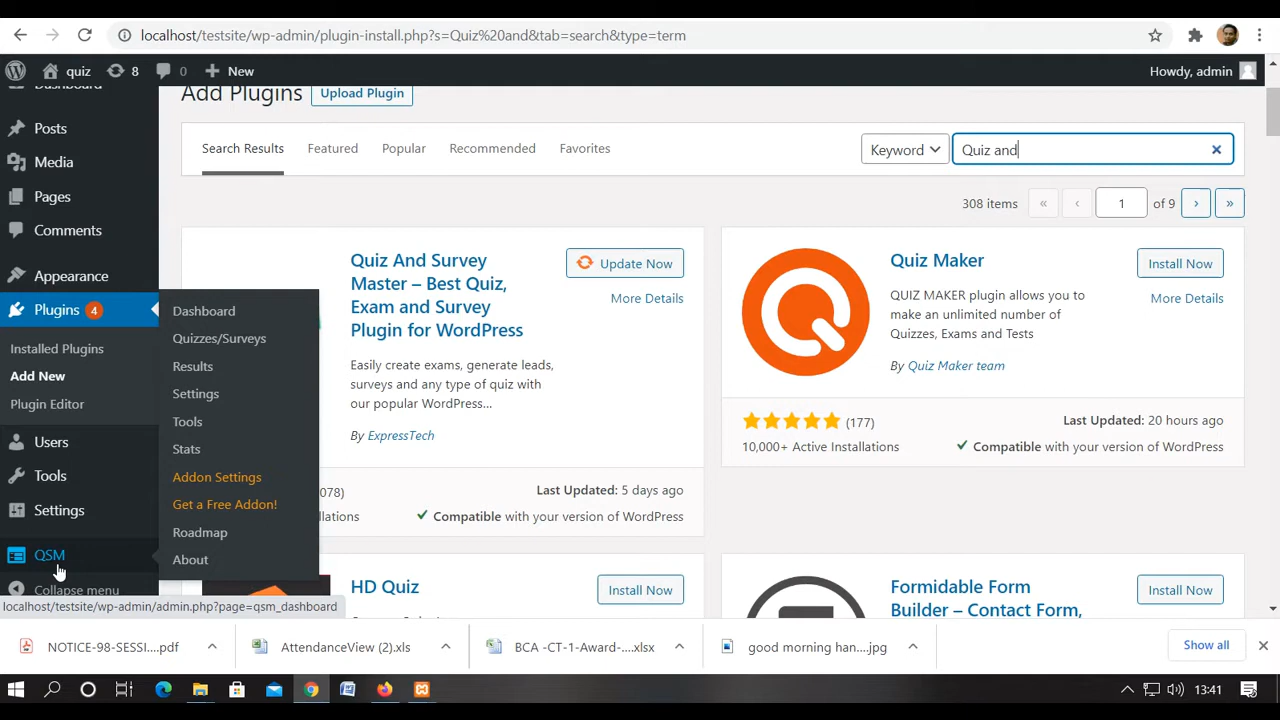 localhost/testsite/wp-admin/plugin-install.php?s=Quiz%20and&tab=search&type=term
quiz 8 0 New Howdy, admin
Dashboard
Posts
Media
Pages
Comments
Appearance
Plugins 4
Installed Plugins
Add New
Plugin Editor
Users
Tools
Settings
QSM
Collapse menu
Dashboard
Quizzes/Surveys
Results
Settings
Tools
Stats
Addon Settings
Get a Free Addon!
Roadmap
About
localhost/testsite/wp-admin/admin.php?page=qsm_dashboard
Add Plugins Upload Plugin
Search Results Featured Popular Recommended Favorites Keyword Quiz and
308 items « ‹ 1 of 9 › »
Quiz And Survey
Master – Best Quiz,
Exam and Survey
Plugin for WordPress
Update Now
More Details
Easily create exams, generate leads,
surveys and any type of quiz with
our popular WordPress…
By ExpressTech
078)
Last Updated: 5 days ago
Compatible with your version of WordPress
Quiz Maker
Install Now
More Details
QUIZ MAKER plugin allows you to
make an unlimited number of
Quizzes, Exams and Tests
By Quiz Maker team
(177)
Last Updated: 20 hours ago
10,000+ Active Installations
Compatible with your version of WordPress
HD Quiz
Install Now
Formidable Form
Builder – Contact Form,
Install Now
NOTICE-98-SESSI....pdf AttendanceView (2).xls BCA -CT-1-Award-....xlsx good morning han....jpg Show all
13:41